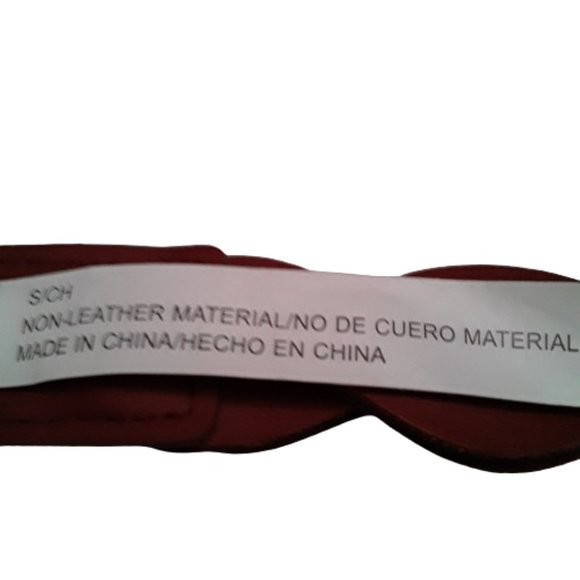 S/CH
NON-LEATHER MATERIAL/NO DE CUERO MATERIAL
MADE IN CHINA/HECHO EN CHINA